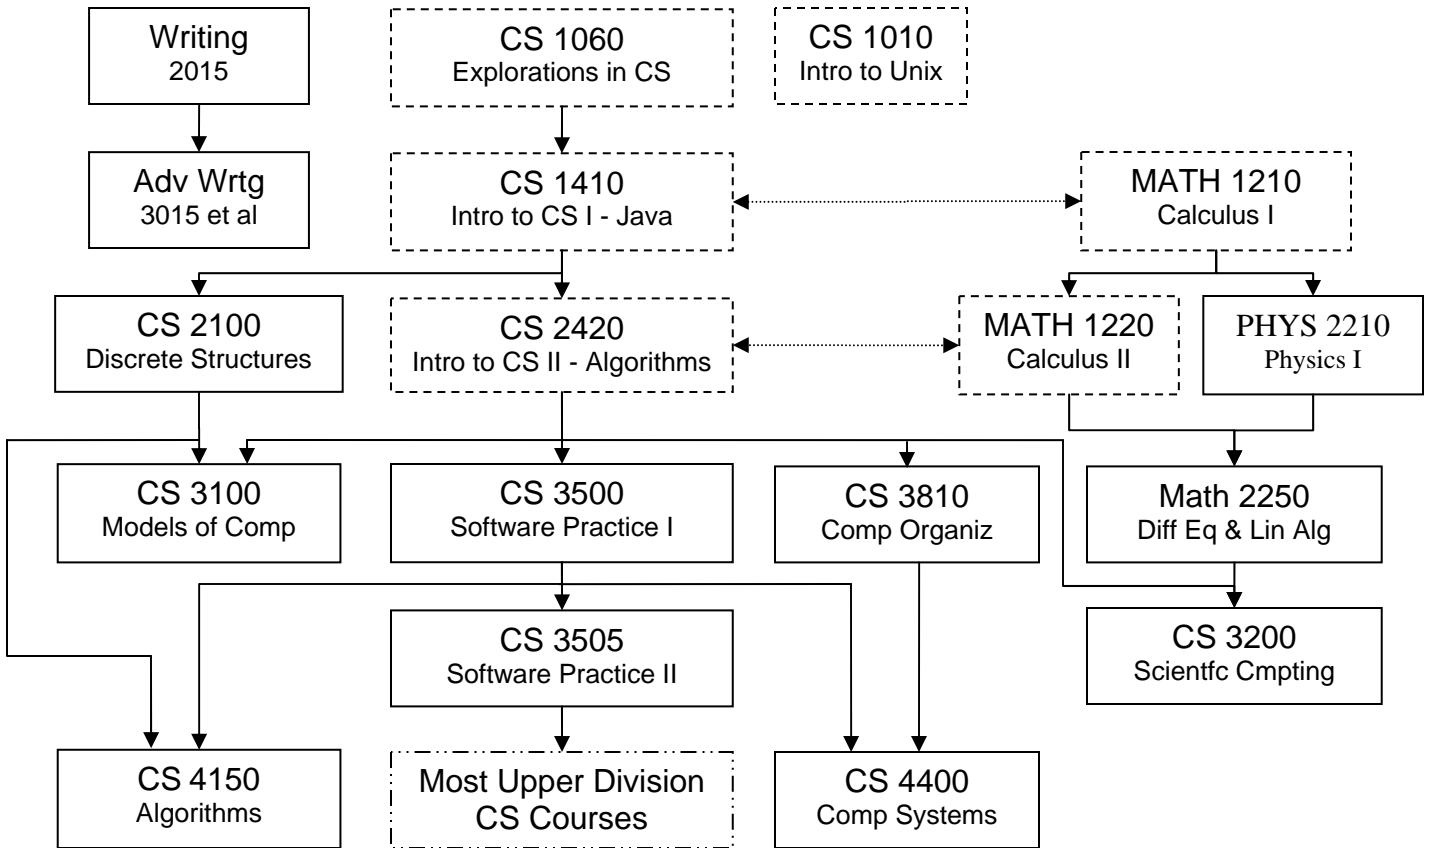 Writing
2015
CS 1060
Explorations in CS
CS 1010
Intro to Unix
Adv Wrtg
3015 et al
CS 1410
Intro to CS I - Java
MATH 1210
Calculus I
CS 2100
Discrete Structures
CS 2420
Intro to CS II - Algorithms
MATH 1220
Calculus II
PHYS 2210
Physics I
CS 3100
Models of Comp
CS 3500
Software Practice I
CS 3810
Comp Organiz
Math 2250
Diff Eq & Lin Alg
CS 3505
Software Practice II
CS 3200
Scientfc Cmpting
CS 4150
Algorithms
Most Upper Division
CS Courses
CS 4400
Comp Systems